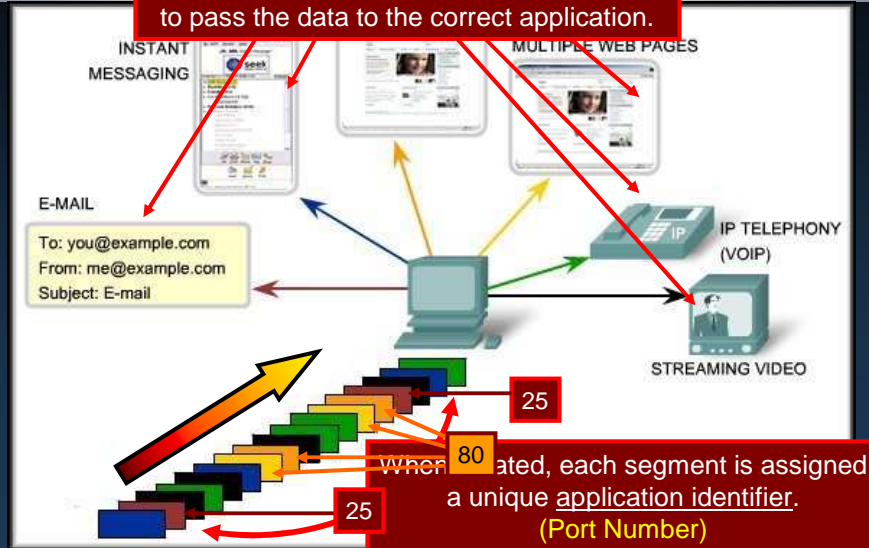 to pass the data to the correct application.
INSTANT
MESSAGING
MULTIPLE WEB PAGES
seek
E-MAIL
To: you@example.com
From: me@example.com
Subject: E-mail
IP
IP TELEPHONY
(VOIP)
STREAMING VIDEO
25
80
When ated, each segment is assigned
a unique application identifier.
25
(Port Number)